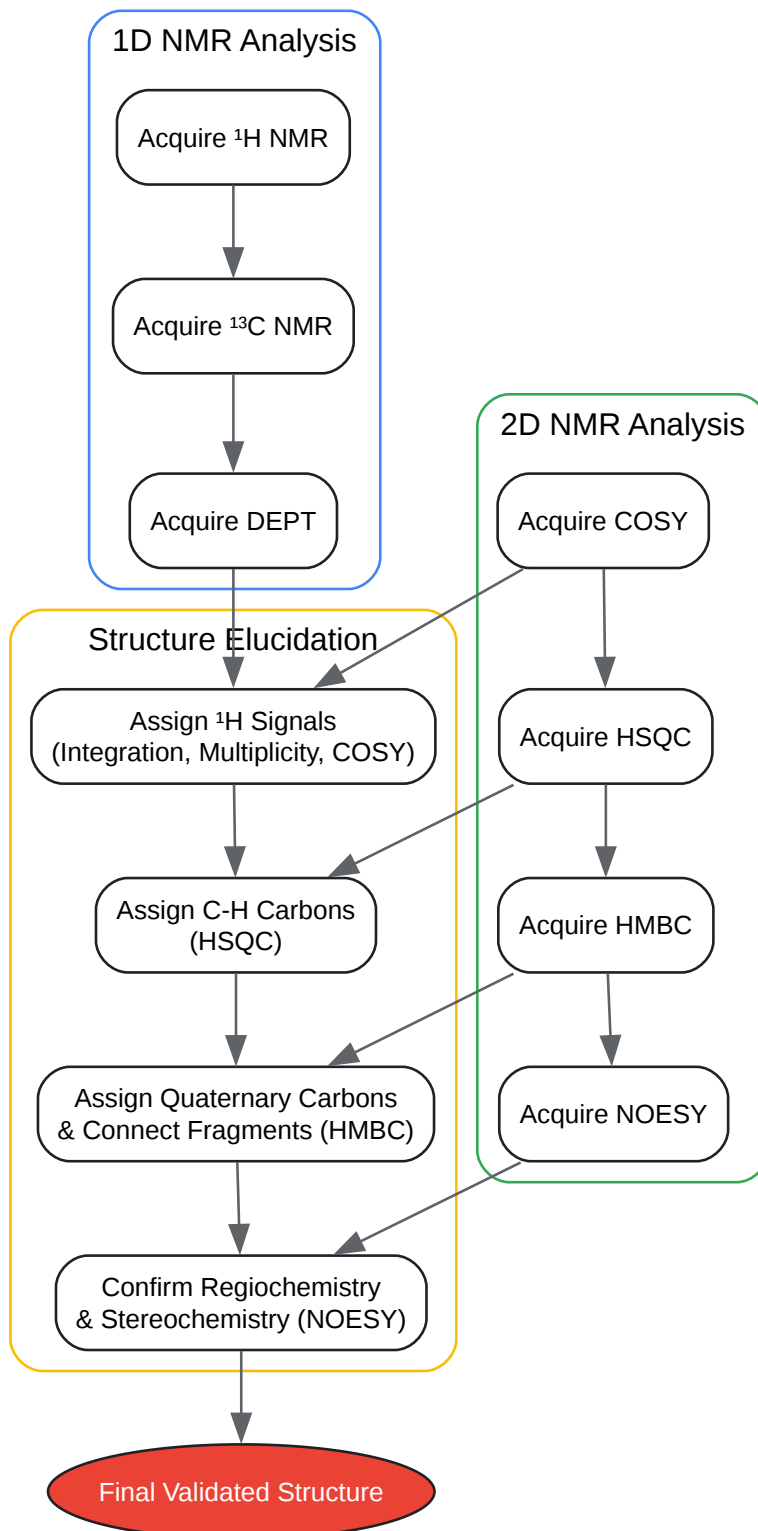 1D NMR Analysis
Acquire ¹H NMR
Acquire ¹³C NMR
Acquire DEPT
2D NMR Analysis
Acquire COSY
Acquire HSQC
Acquire HMBC
Acquire NOESY
Structure Elucidation
Assign ¹H Signals
(Integration, Multiplicity, COSY)
Assign C-H Carbons
(HSQC)
Assign Quaternary Carbons
& Connect Fragments (HMBC)
Confirm Regiochemistry
& Stereochemistry (NOESY)
Final Validated Structure